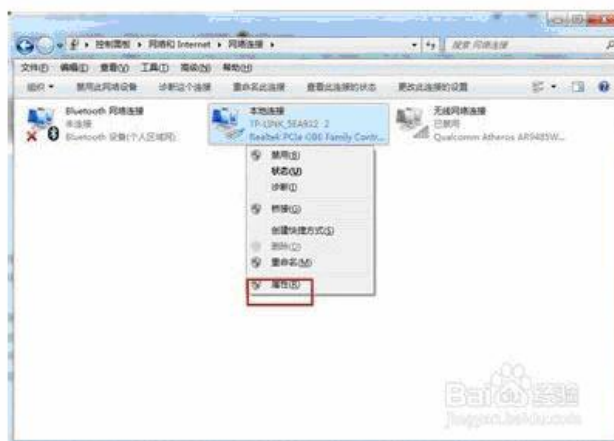 控制面板 ▸ 网络和 Internet ▸ 网络连接 ▸
搜索 网络连接
文件(F) 编辑(E) 查看(V) 工具(T) 高级(N) 帮助(H)
组织 禁用此网络设备 诊断这个连接 重命名此连接 查看此连接的状态 更改此连接的设置
Bluetooth 网络连接
未连接
Bluetooth 设备(个人区域网)
本地连接
TP-LINK_5EA922 2
Realtek PCIe GBE Family Contr...
无线网络连接
已禁用
Qualcomm Atheros AR9485W...
禁用(B)
状态(U)
诊断(I)
桥接(G)
创建快捷方式(S)
删除(D)
重命名(M)
属性(R)
Baidu 经验
jingyan.baidu.com